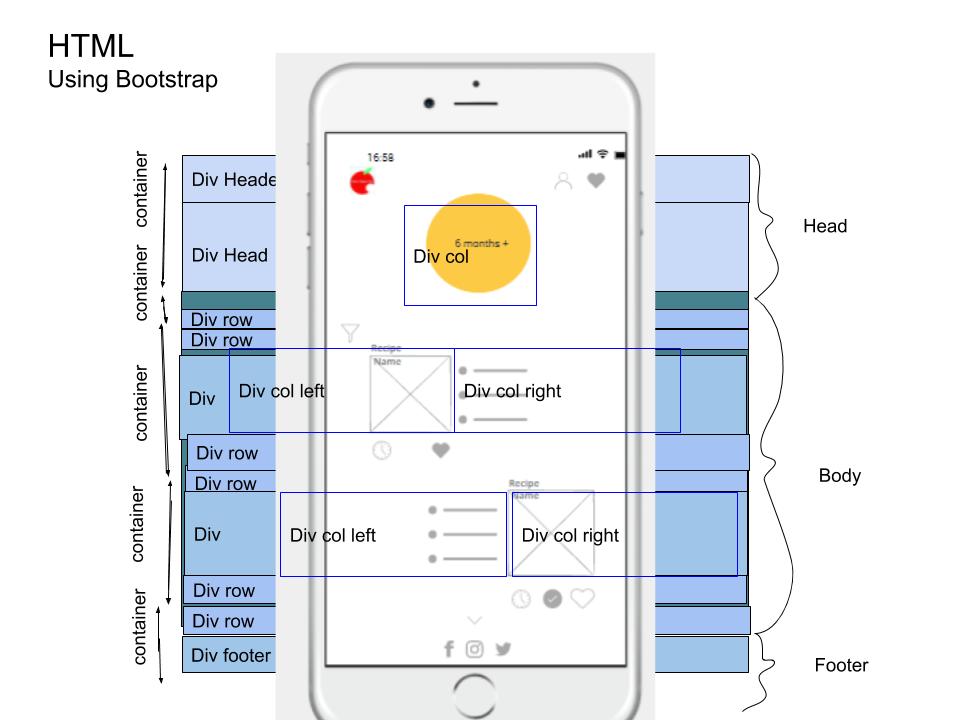 HTML
Using Bootstrap
container
container
container
container
container
Div Heade
Div Head
Div row
Div row
Div
Div row
Div row
Div
Div row
Div row
Div footer
16:58
6 months +
Div col
Recipe
Name
Div col left
Div col right
Recipe
Name
Div col left
Div col right
Head
Body
Footer